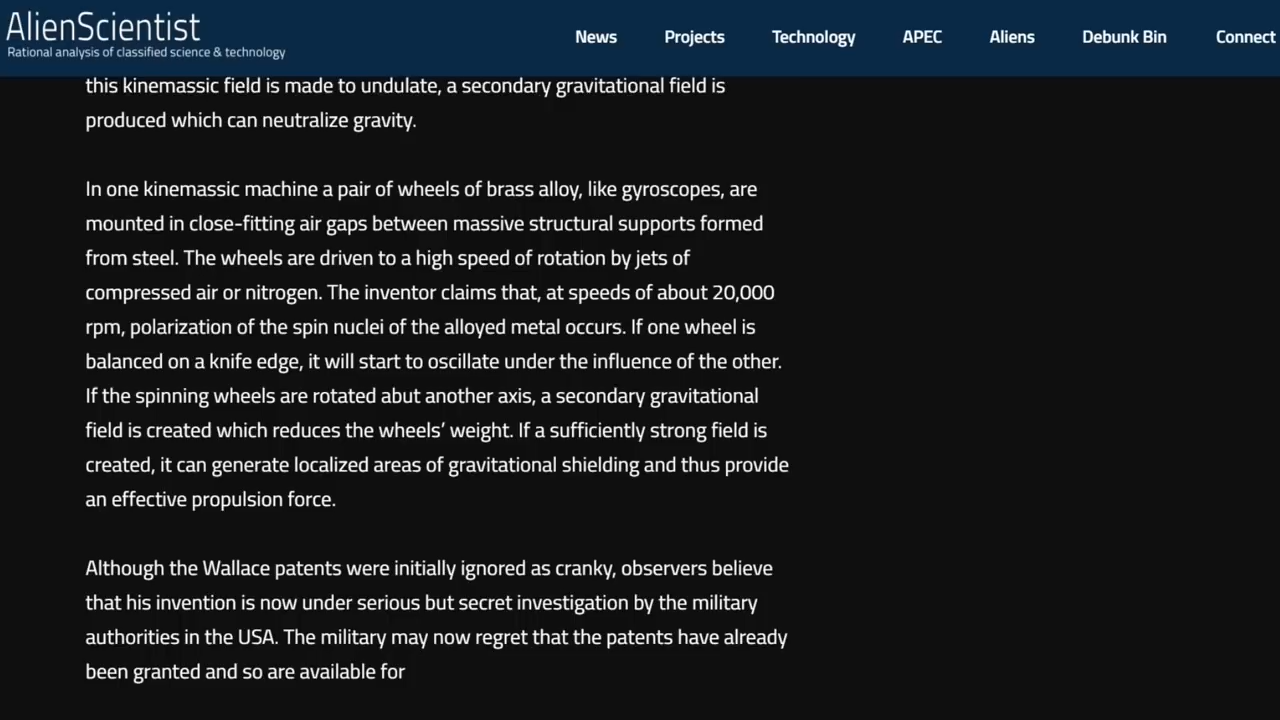 AlienScientist
Rational analysis of classified science & technology
News
Projects
Technology
APEC
Aliens
Debunk Bin
Connect
this kinemassic field is made to undulate, a secondary gravitational field is
produced which can neutralize gravity.
In one kinemassic machine a pair of wheels of brass alloy, like gyroscopes, are
mounted in close-fitting air gaps between massive structural supports formed
from steel. The wheels are driven to a high speed of rotation by jets of
compressed air or nitrogen. The inventor claims that, at speeds of about 20,000
rpm, polarization of the spin nuclei of the alloyed metal occurs. If one wheel is
balanced on a knife edge, it will start to oscillate under the influence of the other.
If the spinning wheels are rotated abut another axis, a secondary gravitational
field is created which reduces the wheels’ weight. If a sufficiently strong field is
created, it can generate localized areas of gravitational shielding and thus provide
an effective propulsion force.
Although the Wallace patents were initially ignored as cranky, observers believe
that his invention is now under serious but secret investigation by the military
authorities in the USA. The military may now regret that the patents have already
been granted and so are available for